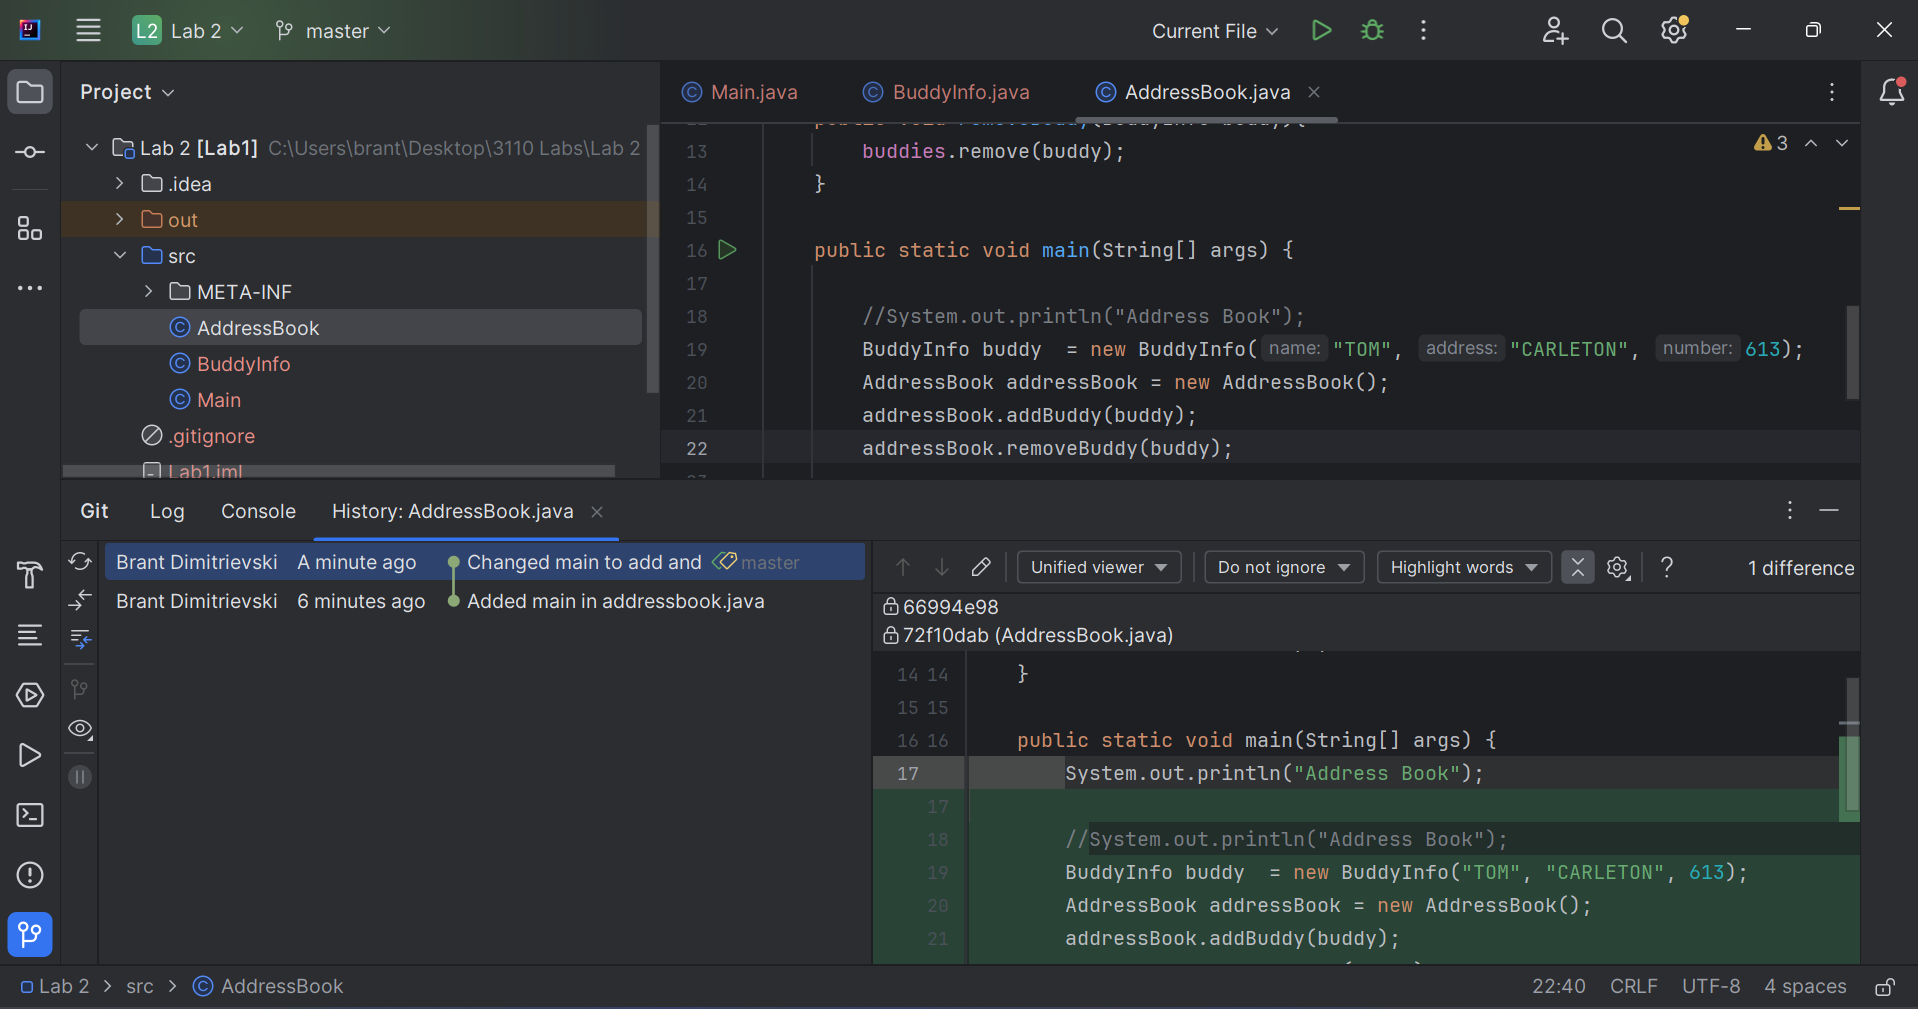 L2 Lab 2 master Current File
Project
Main.java BuddyInfo.java AddressBook.java
Lab 2 [Lab1] C:\Users\brant\Desktop\3110 Labs\Lab 2
.idea
out
src
META-INF
AddressBook
BuddyInfo
Main
.gitignore
Lab1.iml
3
13 buddies.remove(buddy);
14 }
15
16 public static void main(String[] args) {
17
18 //System.out.println("Address Book");
19 BuddyInfo buddy  = new BuddyInfo( name: "TOM", address: "CARLETON", number: 613);
20 AddressBook addressBook = new AddressBook();
21 addressBook.addBuddy(buddy);
22 addressBook.removeBuddy(buddy);
Git Log Console History: AddressBook.java
Brant Dimitrievski A minute ago Changed main to add and master
Brant Dimitrievski 6 minutes ago Added main in addressbook.java
Unified viewer Do not ignore Highlight words ? 1 difference
66994e98
72f10dab (AddressBook.java)
14 14 }
15 15
16 16 public static void main(String[] args) {
17 System.out.println("Address Book");
17
18 //System.out.println("Address Book");
19 BuddyInfo buddy  = new BuddyInfo("TOM", "CARLETON", 613);
20 AddressBook addressBook = new AddressBook();
21 addressBook.addBuddy(buddy);
Lab 2 > src > AddressBook 22:40 CRLF UTF-8 4 spaces